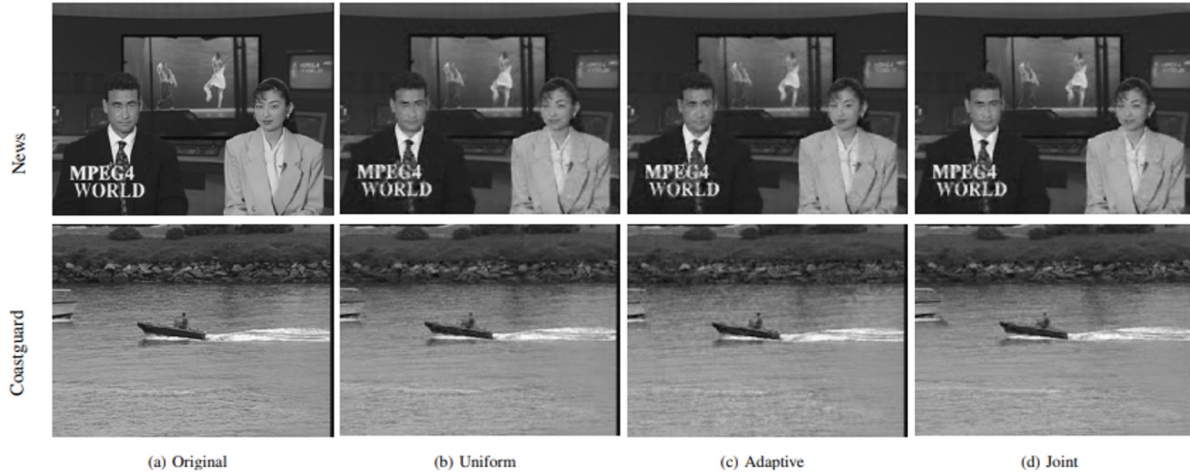 News
MPEG4
WORLD
MPEG4
WORLD
MPEG4
WORLD
MPEG4
WORLD
Coastguard
(a) Original
(b) Uniform
(c) Adaptive
(d) Joint